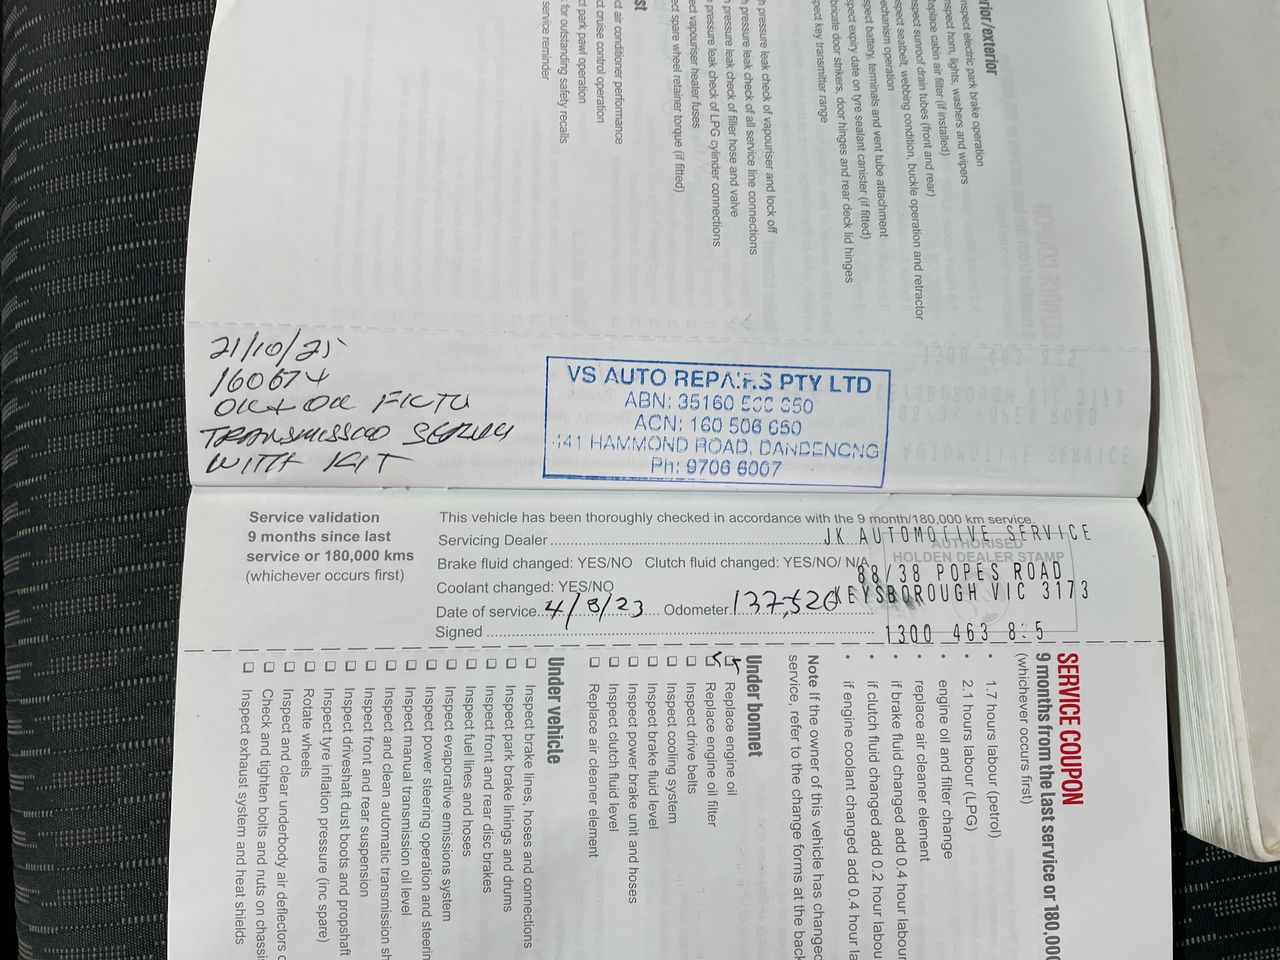 rior/exterior
nspect electric park brake operation
nspect horn, lights, washers and wipers
eplace cabin air filter (if installed)
spect sunroof drain tubes (front and rear)
spect seatbelt, webbing condition, buckle operation and retractor
echanism operation
spect battery, terminals and vent tube attachment
spect expiry date on tyre sealant canister (if fitted)
bricate door strikers, door hinges and rear deck lid hinges
pect key transmitter range
h pressure leak check of vapouriser and lock off
h pressure leak check of all service line connections
h pressure leak check of filler hose and valve
h pressure leak check of LPG cylinder connections
ect vapouriser heater fuses
ect spare wheel retainer torque (if fitted)
st
ct air conditioner performance
ct cruise control operation
ct park pawl operation
for outstanding safety recalls
service reminder
21/10/25
160674
TRANSMISSION
WITH KIT
VS AUTO REPAIRS PTY LTD
ABN: 35160
ACN: 160 506 650
441 HAMMOND ROAD, DANDENONG
Ph: 9706 6007
Service validation
9 months since last
service or 180,000 kms
(whichever occurs first)
This vehicle has been thoroughly checked in accordance with the 9 month/180,000 km service.
Servicing Dealer
JK AUTOMOTIVE SERVICE
AUTHORISED
HOLDEN DEALER STAMP
Brake fluid changed: YES/NO Clutch fluid changed: YES/NO/ N/A
88/38 POPES ROAD
Coolant changed: YES/NO
KEYSBOROUGH VIC 3173
Date of service 4/8/23 Odometer 137,526
Signed
1300 463
SERVICE COUPON
9 months from the last service or 180,000
(whichever occurs first)
• 1.7 hours labour (petrol)
• 2.1 hours labour (LPG)
• engine oil and filter change
• replace air cleaner element
• if brake fluid changed add 0.4 hour labour
• if clutch fluid changed add 0.2 hour labou
• if engine coolant changed add 0.4 hour la
Note If the owner of this vehicle has changed
service, refer to the change forms at the back
Under bonnet
Replace engine oil
Replace engine oil filter
Inspect drive belts
Inspect cooling system
Inspect brake fluid level
Inspect power brake unit and hoses
Inspect clutch fluid level
Replace air cleaner element
Under vehicle
Inspect brake lines, hoses and connections
Inspect park brake linings and drums
Inspect front and rear disc brakes
Inspect fuel lines and hoses
Inspect evaporative emissions system
Inspect power steering operation and steerin
Inspect manual transmission oil level
Inspect and clean automatic transmission sh
Inspect front and rear suspension
Inspect driveshaft dust boots and propshaft
Inspect tyre inflation pressure (inc spare)
Rotate wheels
Inspect and clear underbody air deflectors
Check and tighten bolts and nuts on chassi
Inspect exhaust system and heat shields